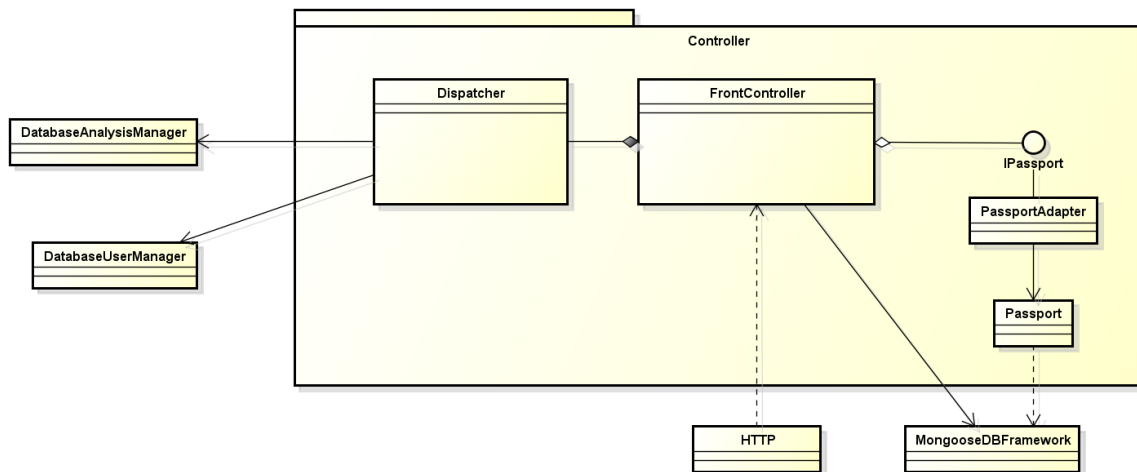 Controller
Dispatcher
FrontController
DatabaseAnalysisManager
IPassport
PassportAdapter
DatabaseUserManager
Passport
HTTP
MongooseDBFramework